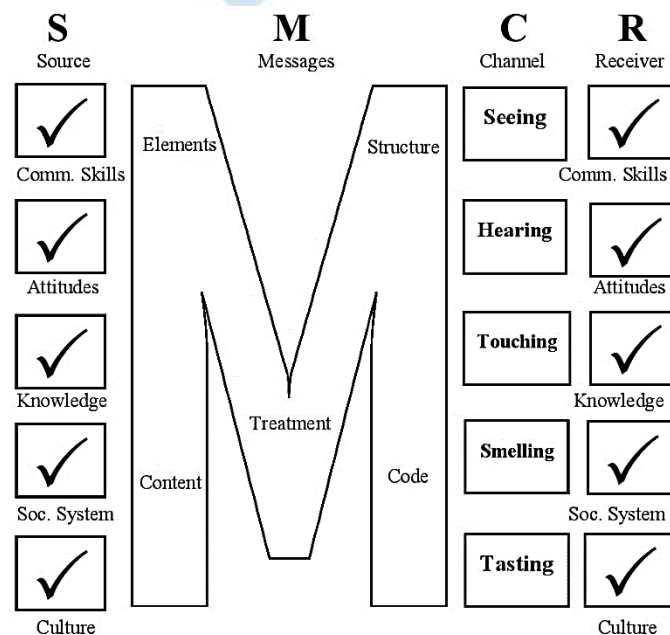 S M C R
Source Messages Channel Receiver
Elements Structure Seeing
Comm. Skills Comm. Skills
Hearing
Attitudes Attitudes
Touching
Knowledge Knowledge
Treatment
Content Code Smelling
Soc. System Soc. System
Tasting
Culture Culture